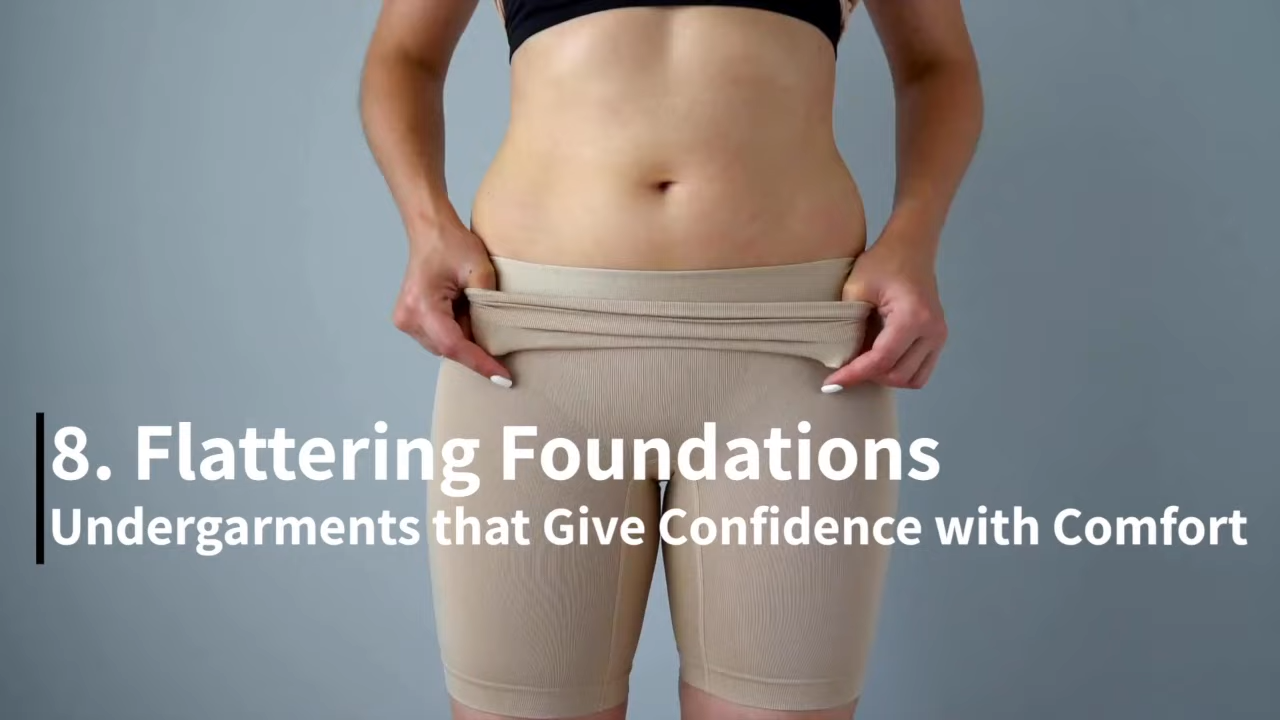 8. Flattering Foundations
Undergarments that Give Confidence with Comfort